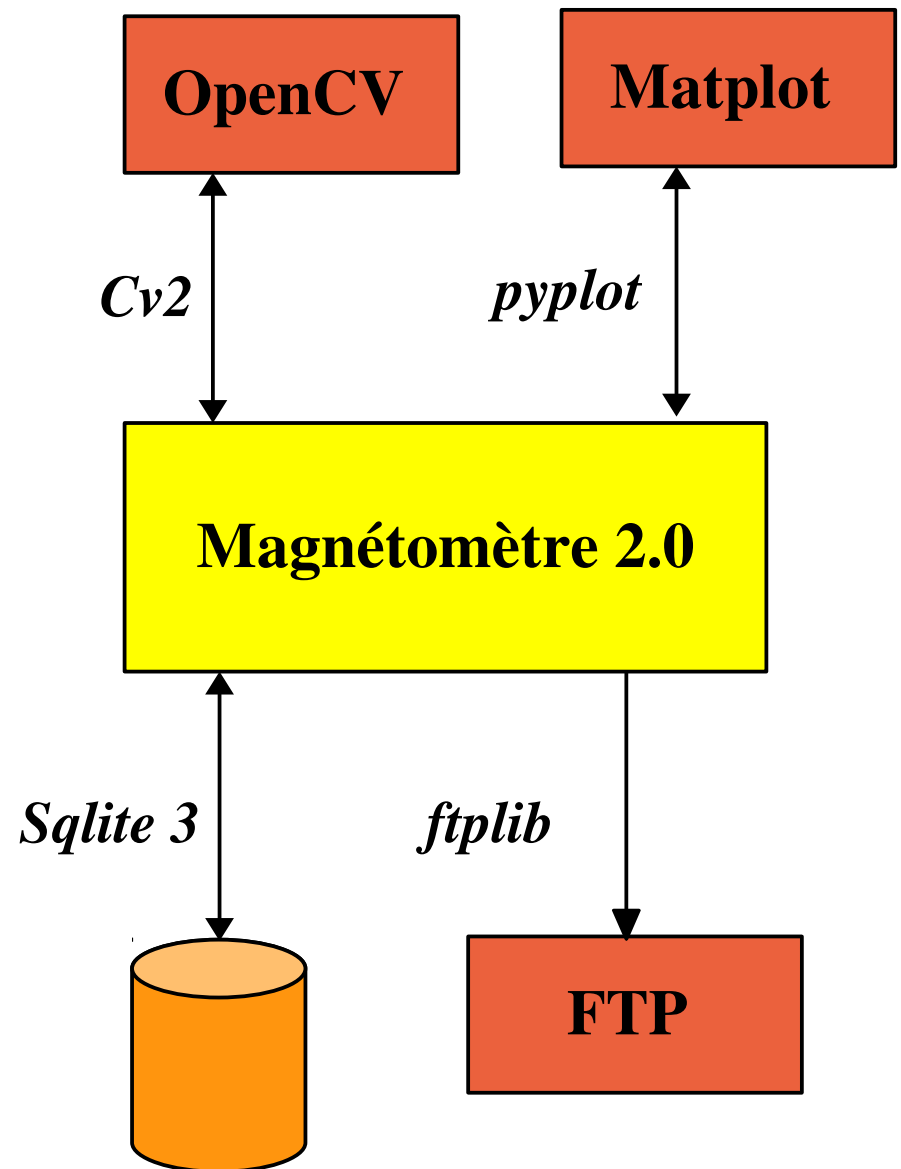 OpenCV
Matplot
Cv2
pyplot
Magnétomètre 2.0
Sqlite 3
ftplib
FTP